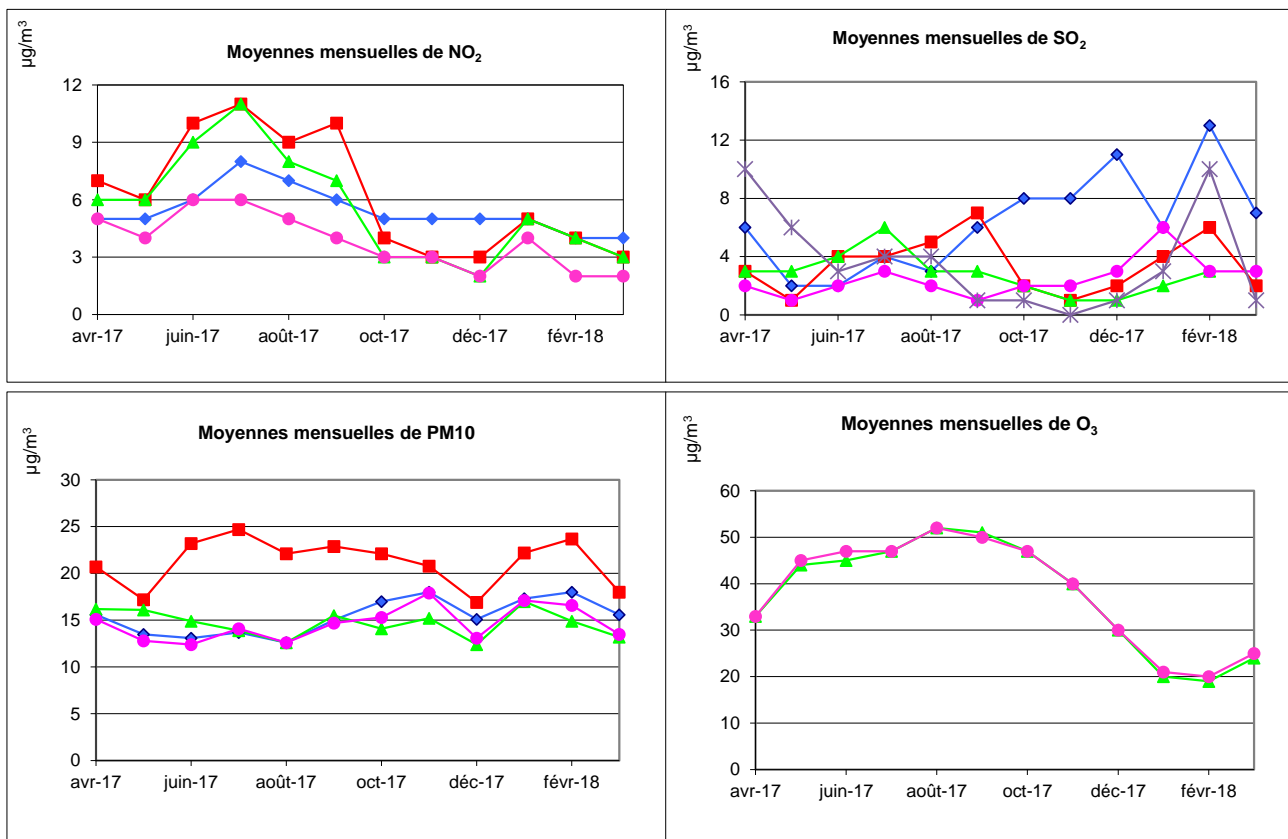 µg/m³
Moyennes mensuelles de NO₂
12
9
6
3
0
avr-17 juin-17 août-17 oct-17 déc-17 févr-18
µg/m³
Moyennes mensuelles de SO₂
16
12
8
4
0
avr-17 juin-17 août-17 oct-17 déc-17 févr-18
µg/m³
Moyennes mensuelles de PM10
30
25
20
15
10
5
0
avr-17 juin-17 août-17 oct-17 déc-17 févr-18
µg/m³
Moyennes mensuelles de O₃
60
50
40
30
20
10
0
avr-17 juin-17 août-17 oct-17 déc-17 févr-18